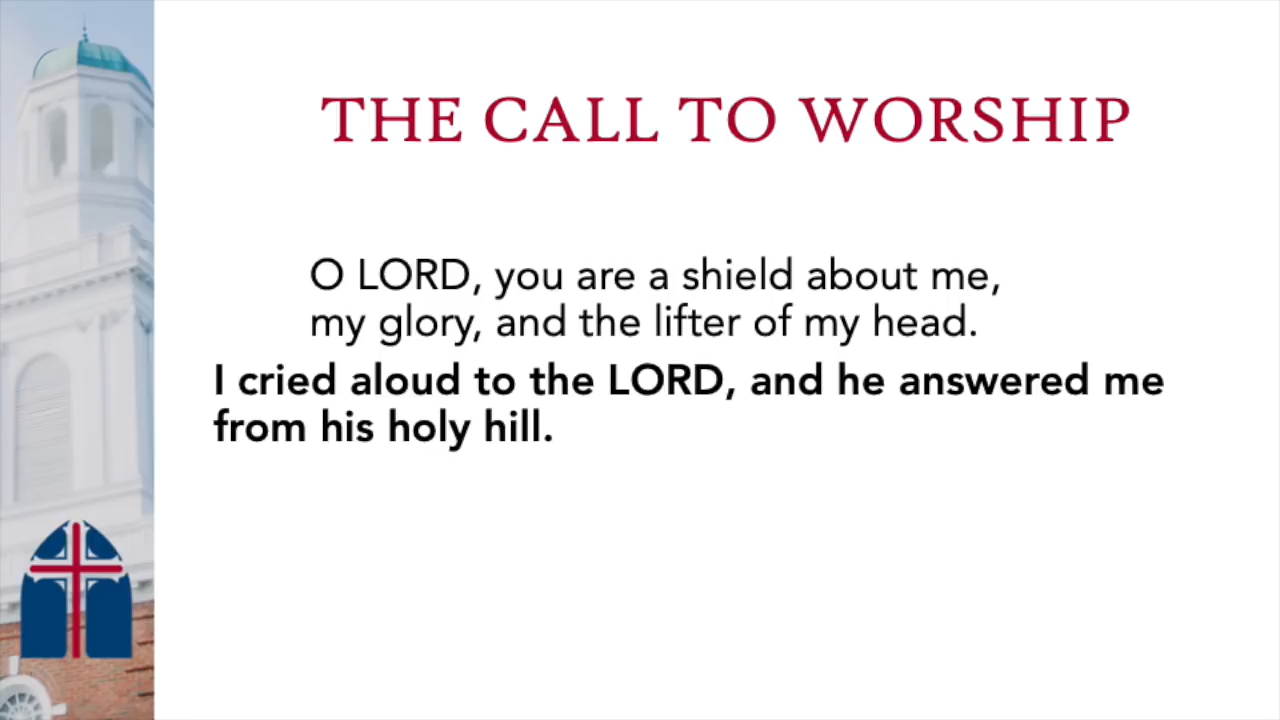 THE CALL TO WORSHIP
O LORD, you are a shield about me,
my glory, and the lifter of my head.
I cried aloud to the LORD, and he answered me
from his holy hill.